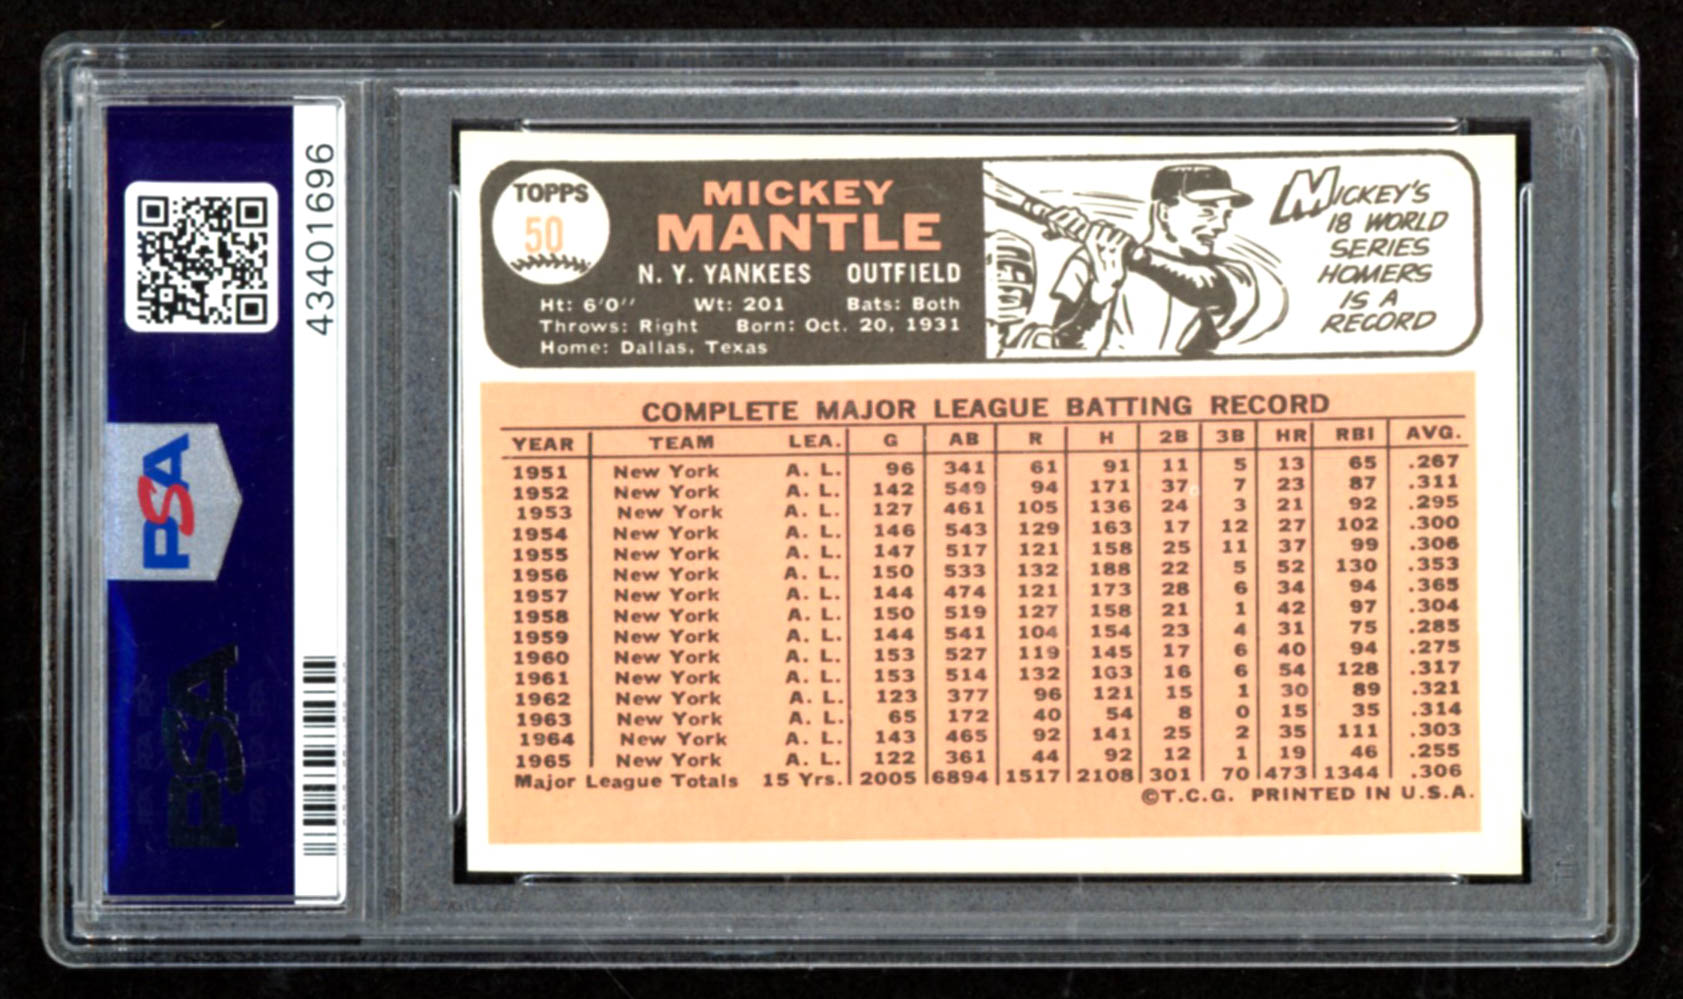 43401696
PSA
PSA
TOPPS
50
MICKEY
MANTLE
N. Y. YANKEES OUTFIELD
Ht: 6'0'' Wt: 201 Bats: Both
Throws: Right Born: Oct. 20, 1931
Home: Dallas, Texas
MICKEY'S
18 WORLD
SERIES
HOMERS
IS A
RECORD
COMPLETE MAJOR LEAGUE BATTING RECORD
YEAR TEAM LEA. G AB R H 2B 3B HR RBI AVG.
1951 New York A. L. 96 341 61 91 11 5 13 65 .267
1952 New York A. L. 142 549 94 171 37 7 23 87 .311
1953 New York A. L. 127 461 105 136 24 3 21 92 .295
1954 New York A. L. 146 543 129 163 17 12 27 102 .300
1955 New York A. L. 147 517 121 158 25 11 37 99 .306
1956 New York A. L. 150 533 132 188 22 5 52 130 .353
1957 New York A. L. 144 474 121 173 28 6 34 94 .365
1958 New York A. L. 150 519 127 158 21 1 42 97 .304
1959 New York A. L. 144 541 104 154 23 4 31 75 .285
1960 New York A. L. 153 527 119 145 17 6 40 94 .275
1961 New York A. L. 153 514 132 163 16 6 54 128 .317
1962 New York A. L. 123 377 96 121 15 1 30 89 .321
1963 New York A. L. 65 172 40 54 8 0 15 35 .314
1964 New York A. L. 143 465 92 141 25 2 35 111 .303
1965 New York A. L. 122 361 44 92 12 1 19 46 .255
Major League Totals 15 Yrs. 2005 6894 1517 2108 301 70 473 1344 .306
©T.C.G. PRINTED IN U.S.A.